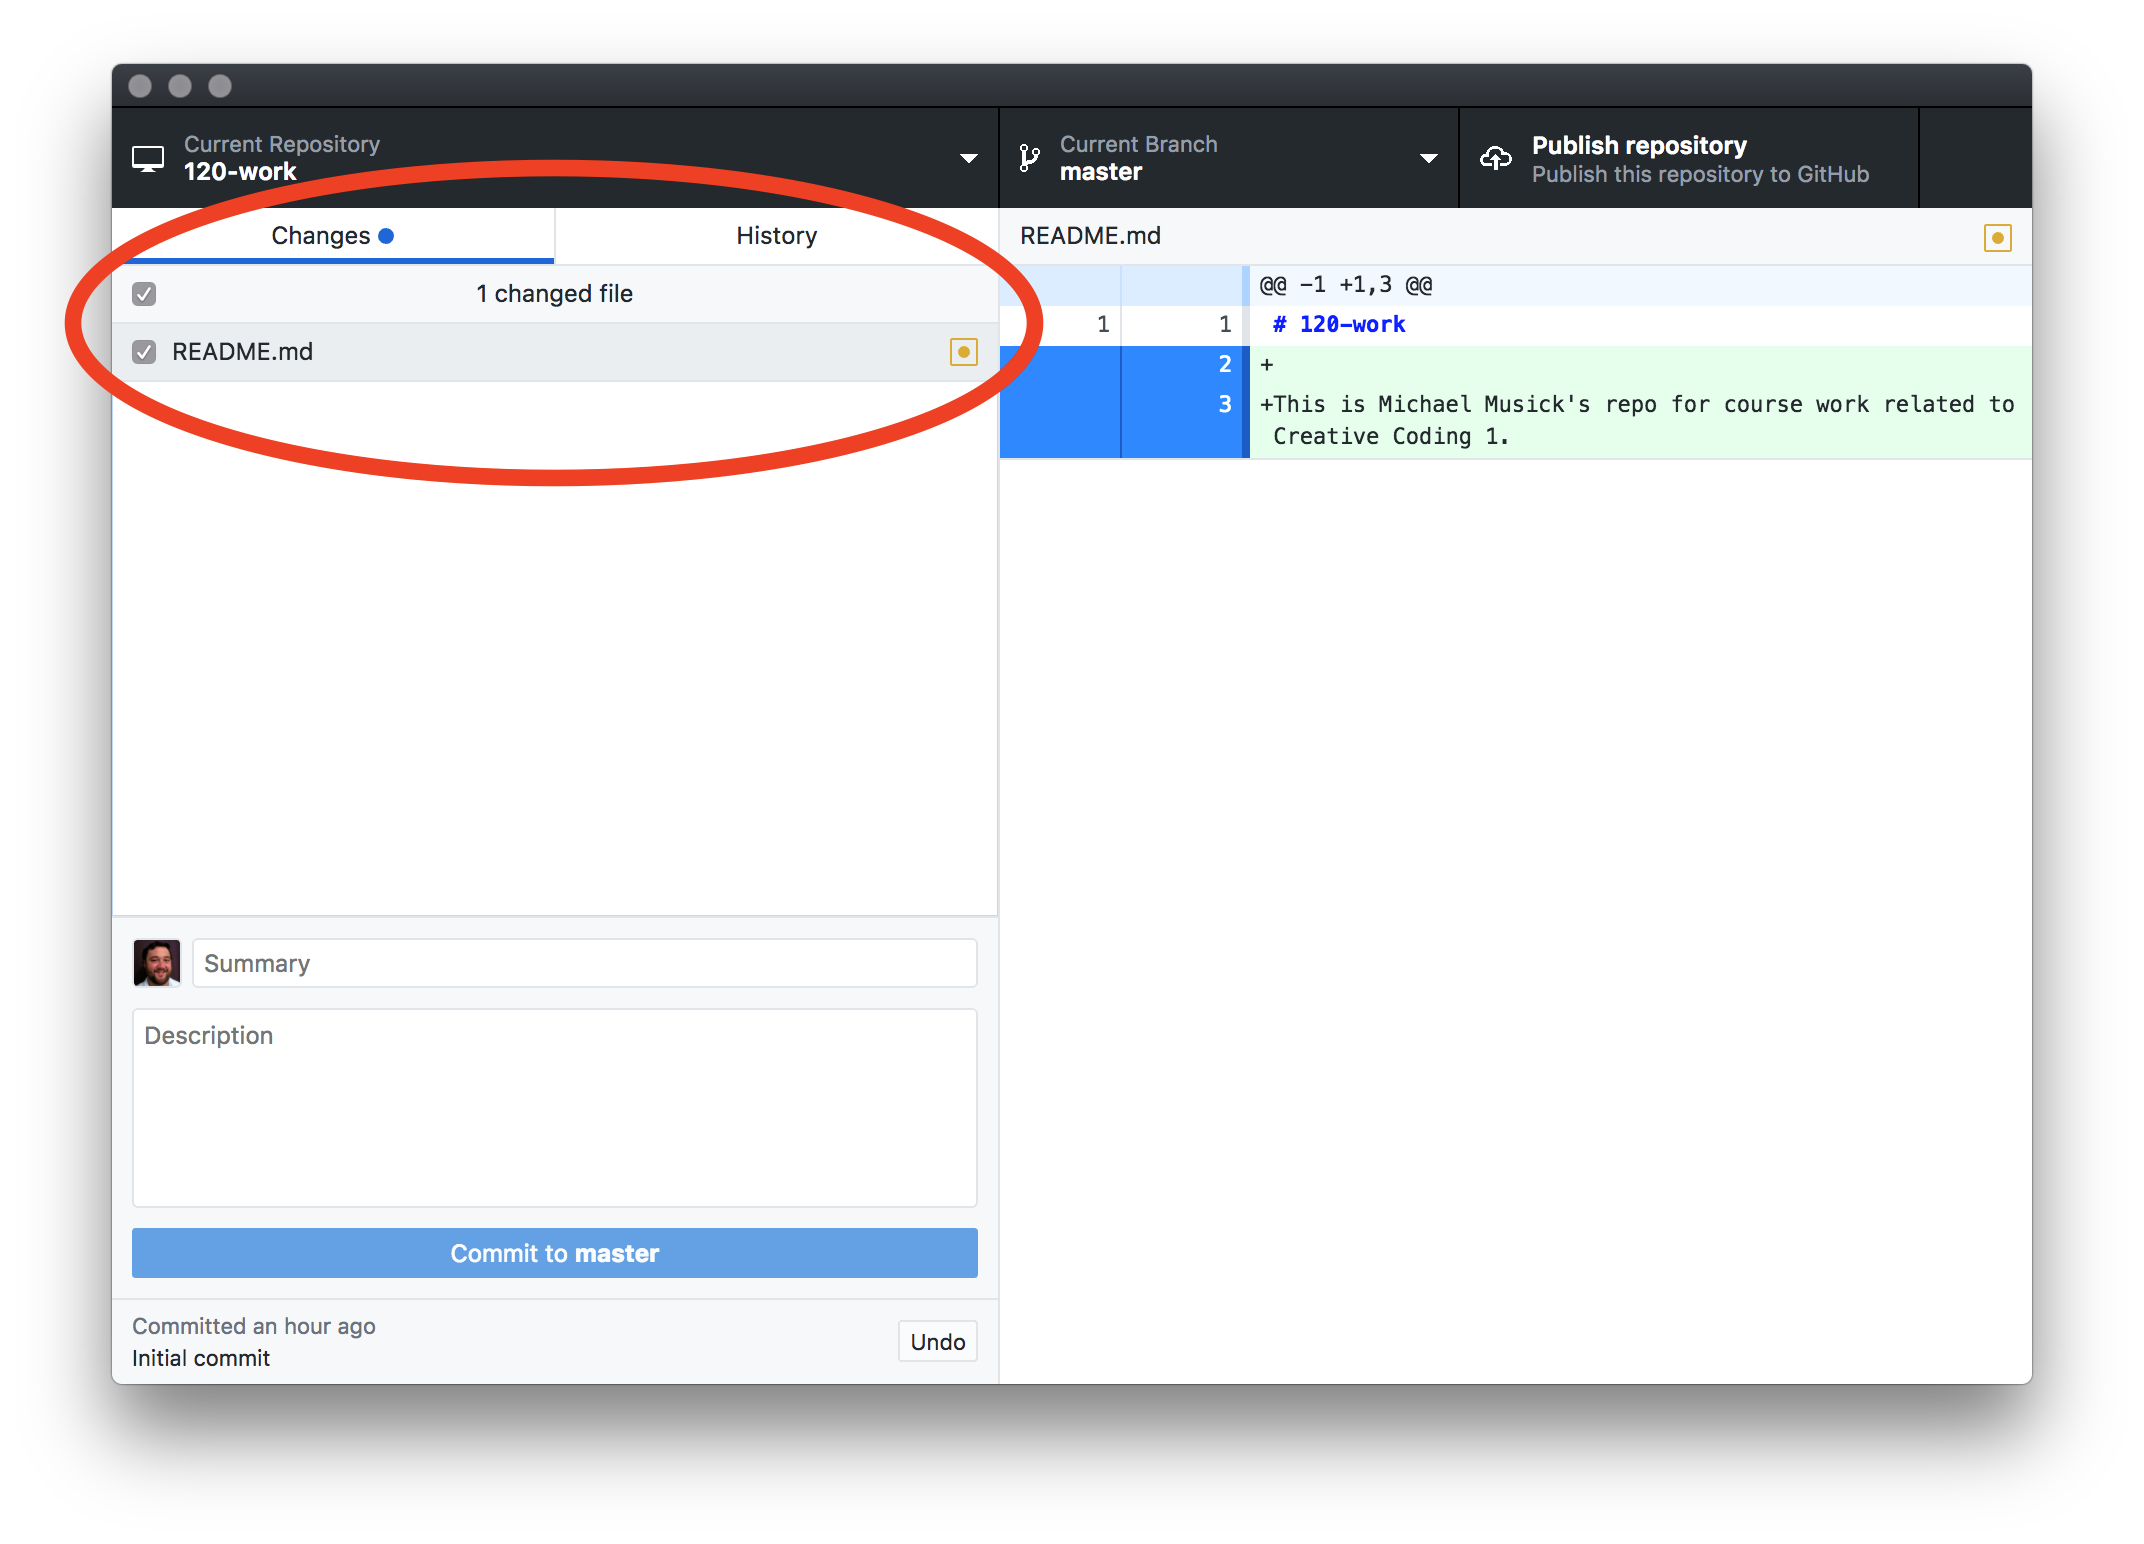 Current Repository
120-work
Current Branch
master
Publish repository
Publish this repository to GitHub
Changes
History
1 changed file
README.md
README.md
@@ -1 +1,3 @@
1 1 # 120-work
2 +
3 +This is Michael Musick's repo for course work related to
Creative Coding 1.
Summary
Description
Commit to master
Committed an hour ago
Initial commit
Undo